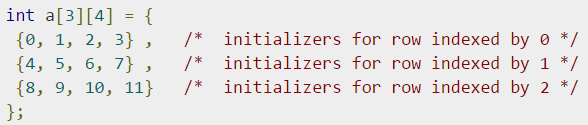 int a[3][4] = {
 {0, 1, 2, 3} ,   /*  initializers for row indexed by 0 */
 {4, 5, 6, 7} ,   /*  initializers for row indexed by 1 */
 {8, 9, 10, 11}   /*  initializers for row indexed by 2 */
};